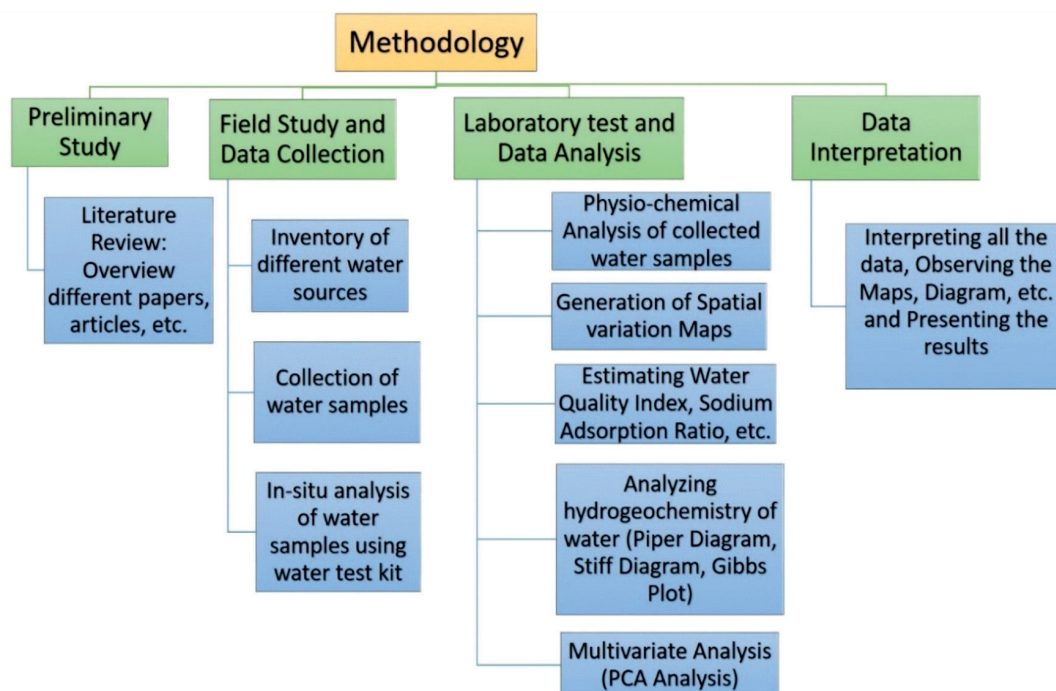 Methodology
Preliminary
Study
Literature
Review:
Overview
different papers,
articles, etc.
Field Study and
Data Collection
Inventory of
different water
sources
Collection of
water samples
In-situ analysis
of water
samples using
water test kit
Laboratory test and
Data Analysis
Physio-chemical
Analysis of collected
water samples
Generation of Spatial
variation Maps
Estimating Water
Quality Index, Sodium
Adsorption Ratio, etc.
Analyzing
hydrogeochemistry of
water (Piper Diagram,
Stiff Diagram, Gibbs
Plot)
Multivariate Analysis
(PCA Analysis)
Data
Interpretation
Interpreting all the
data, Observing the
Maps, Diagram, etc.
and Presenting the
results